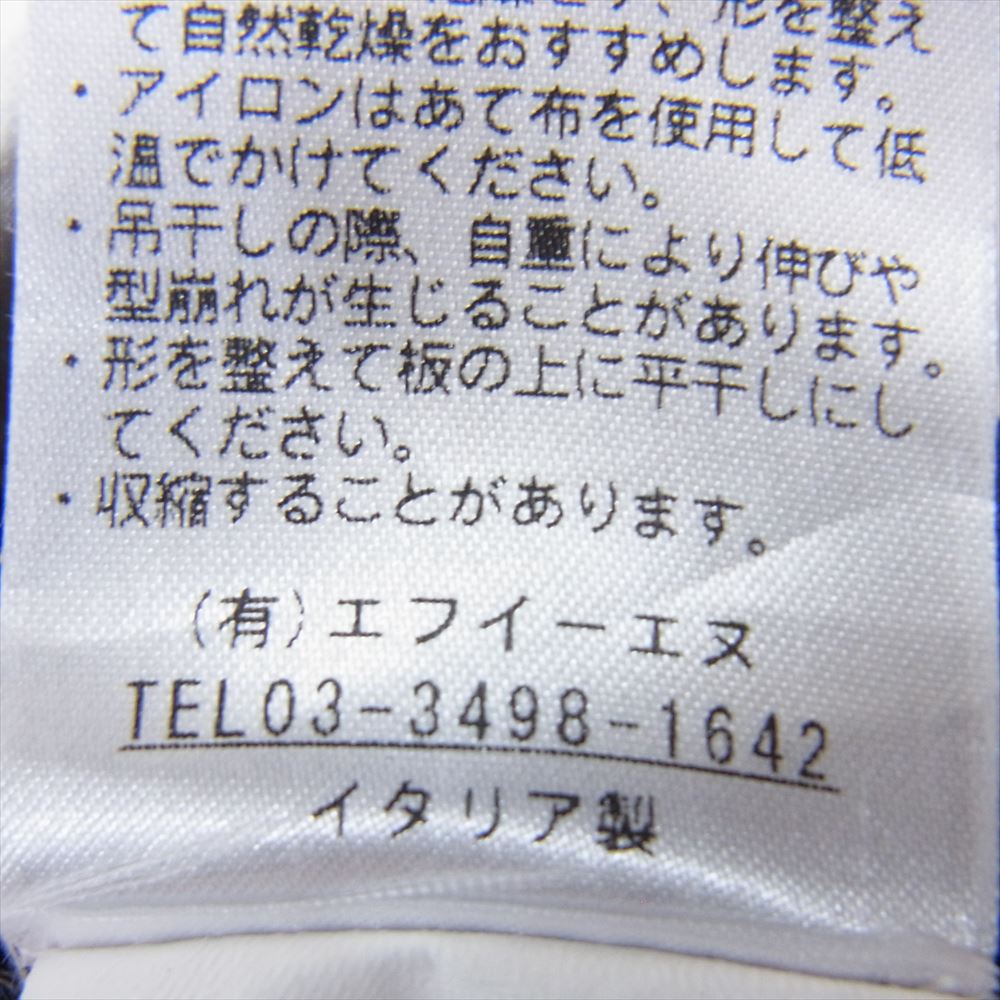 形を整え
て自然乾燥をおすすめします。
・アイロンはあて布を使用して低
温でかけてください。
・吊干しの際、自重により伸びや
型崩れが生じることがあります。
・形を整えて板の上に平干しにし
てください。
・収縮することがあります。
(有)エフイーエヌ
TEL03-3498-1642
イタリア製